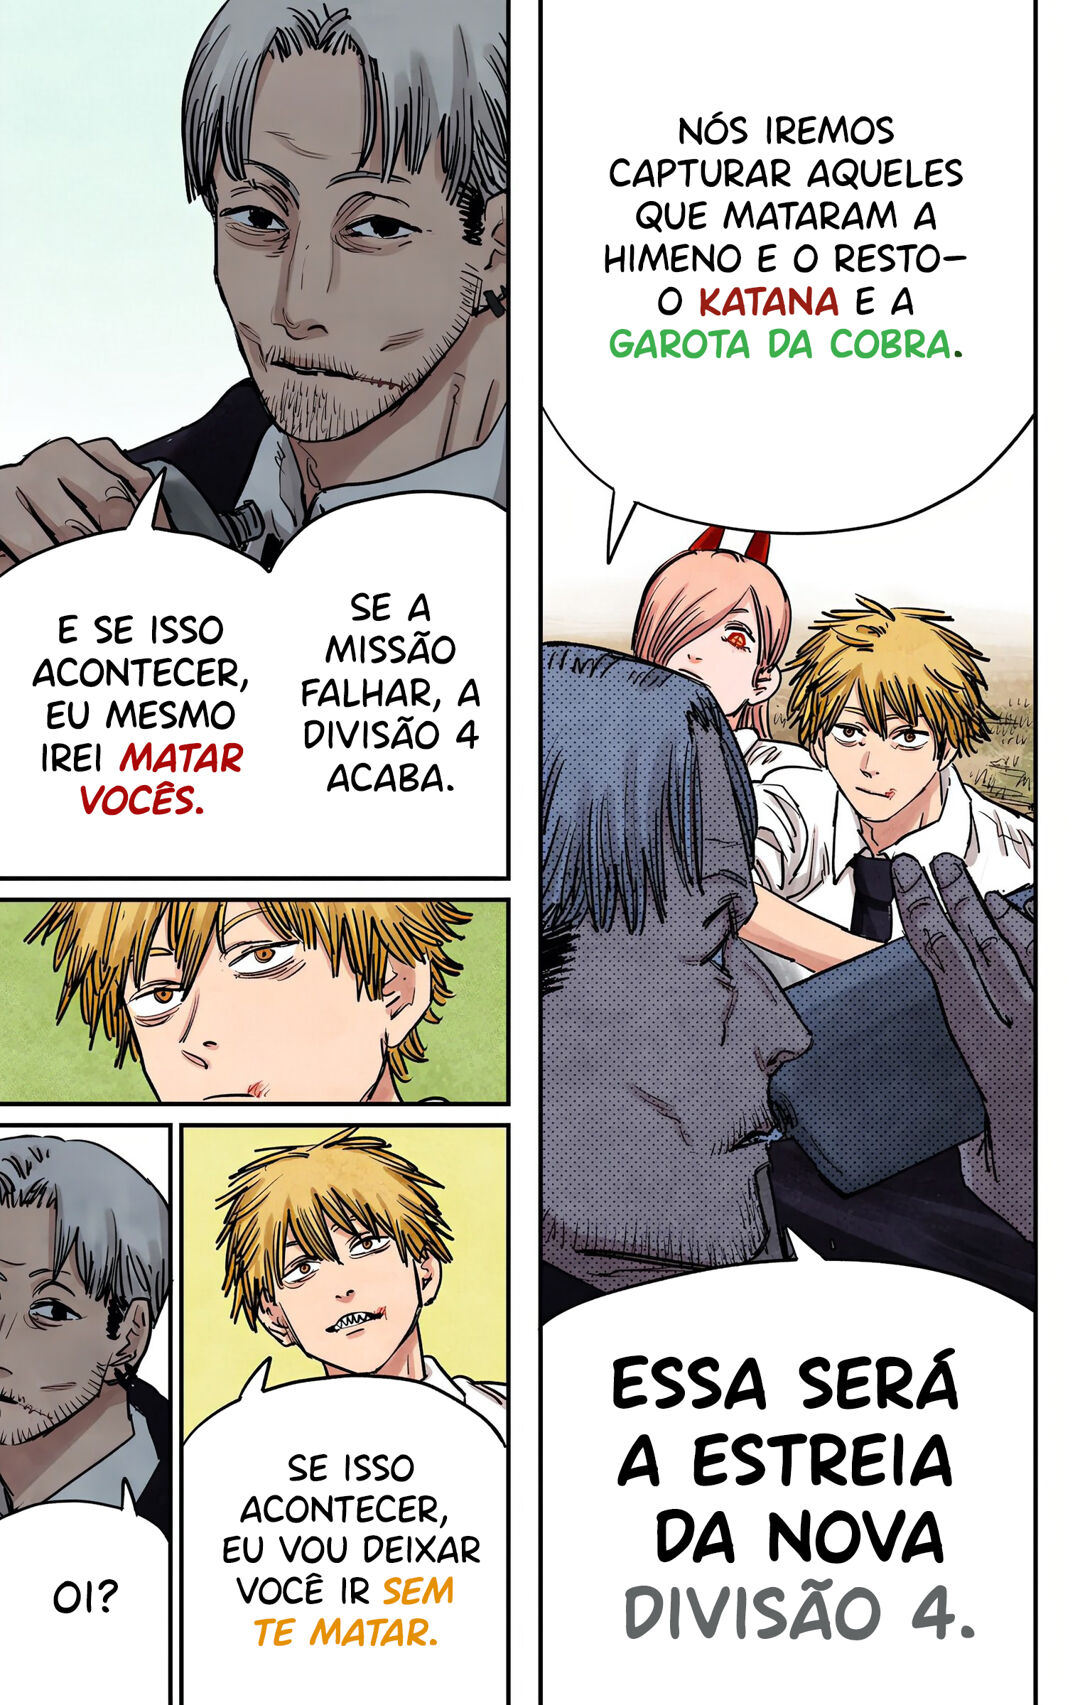 NÓS IREMOS
CAPTURAR AQUELES
QUE MATARAM A
HIMENO E O RESTO–
O KATANA E A
GAROTA DA COBRA.
ESSA SERÁ
A ESTREIA
DA NOVA
DIVISÃO 4.
SE A
MISSÃO
FALHAR, A
DIVISÃO 4
ACABA.
E SE ISSO
ACONTECER,
EU MESMO
IREI MATAR
VOCÊS.
SE ISSO
ACONTECER,
EU VOU DEIXAR
VOCÊ IR SEM
TE MATAR.
OI?